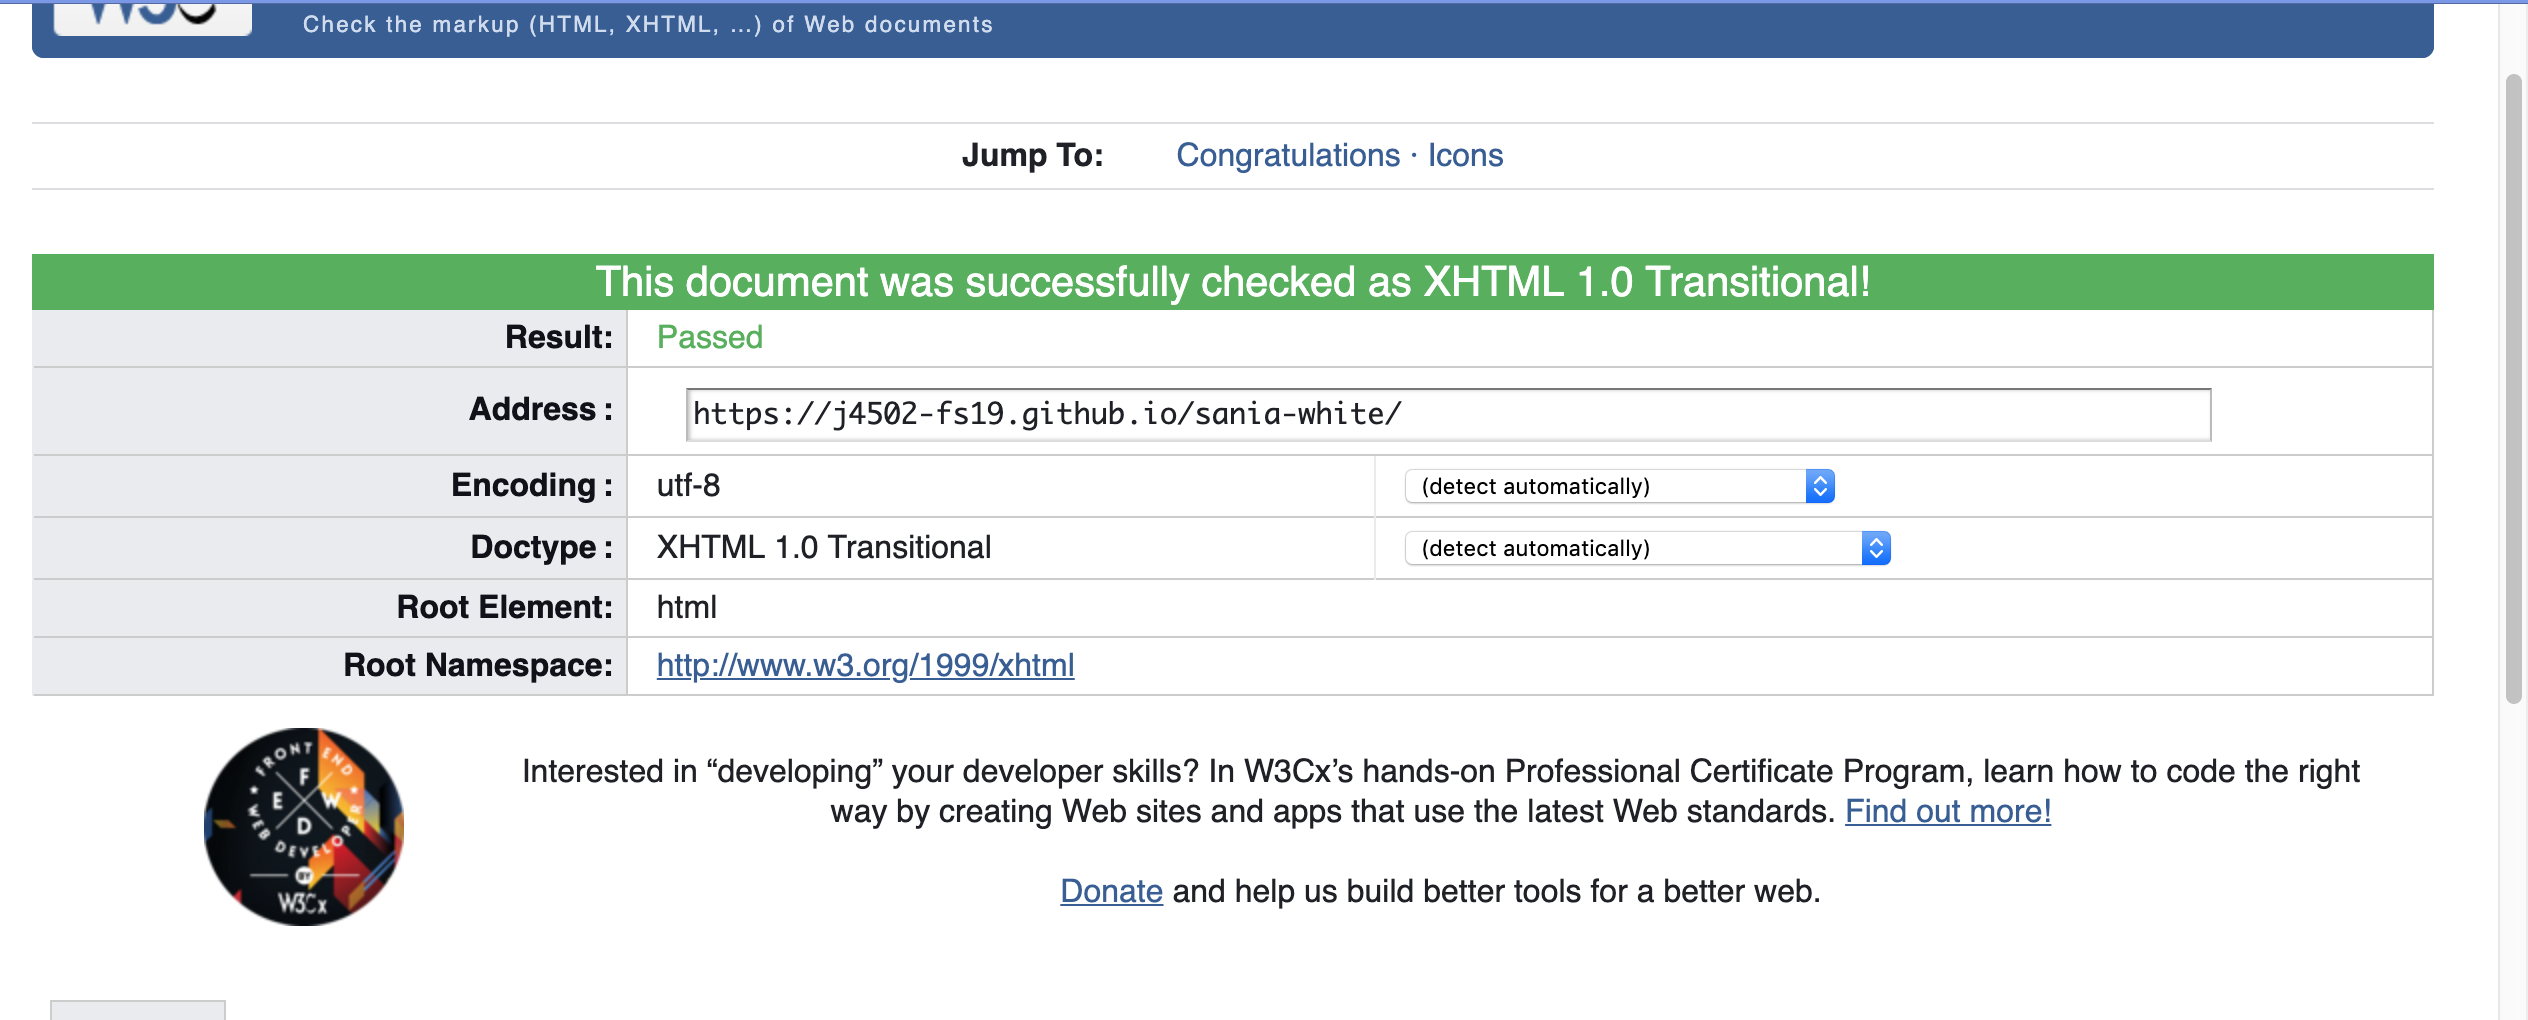 W3C
Check the markup (HTML, XHTML, ...) of Web documents
Jump To: Congratulations · Icons
This document was successfully checked as XHTML 1.0 Transitional!
Result: Passed
Address : https://j4502-fs19.github.io/sania-white/
Encoding : utf-8 (detect automatically)
Doctype : XHTML 1.0 Transitional (detect automatically)
Root Element: html
Root Namespace: http://www.w3.org/1999/xhtml
FRONT END
F
E W
D
WEB DEVELOPER
BY
W3Cx
Interested in “developing” your developer skills? In W3Cx’s hands-on Professional Certificate Program, learn how to code the right
way by creating Web sites and apps that use the latest Web standards. Find out more!
Donate and help us build better tools for a better web.